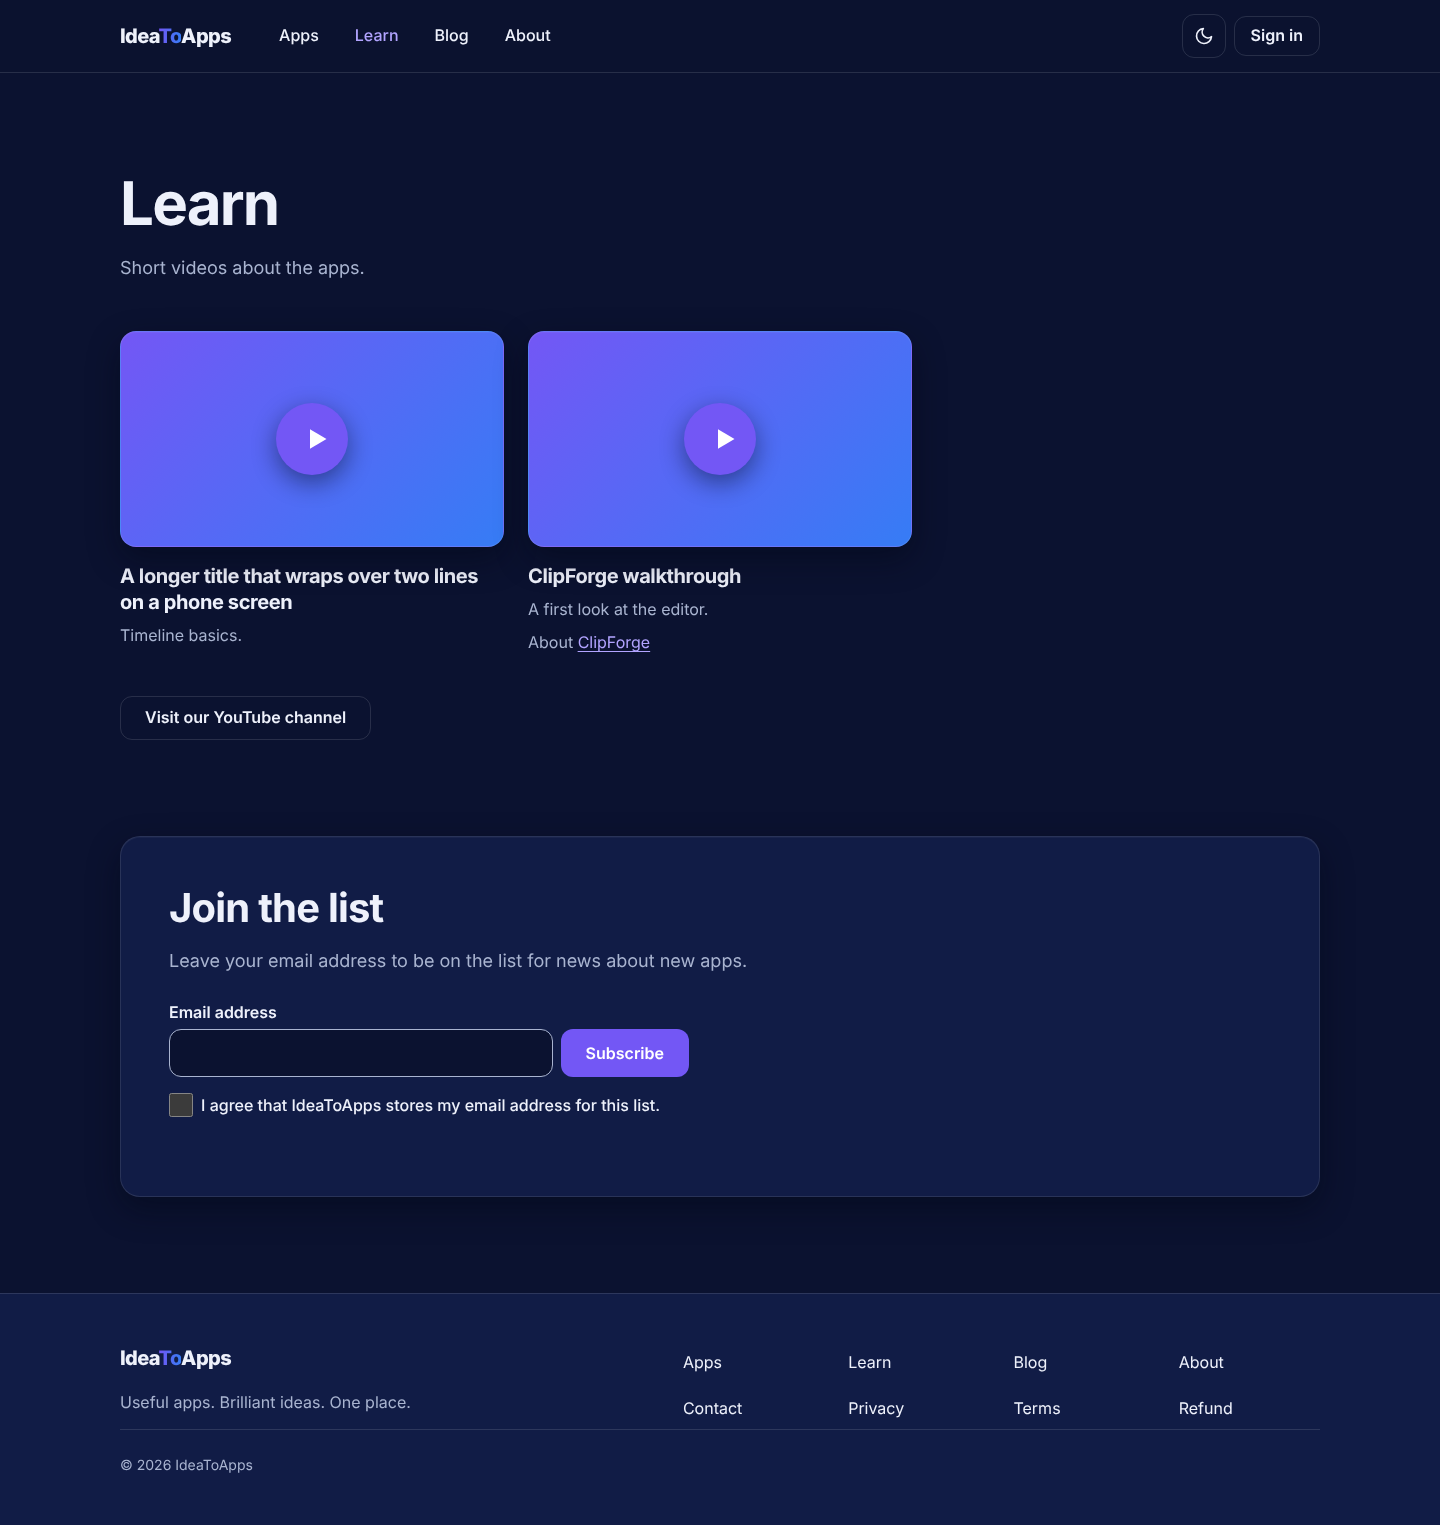 IdeaToApps
Apps
Learn
Blog
About
Sign in
Learn
Short videos about the apps.
A longer title that wraps over two lines
on a phone screen
Timeline basics.
ClipForge walkthrough
A first look at the editor.
About ClipForge
Visit our YouTube channel
Join the list
Leave your email address to be on the list for news about new apps.
Email address
Subscribe
I agree that IdeaToApps stores my email address for this list.
IdeaToApps
Useful apps. Brilliant ideas. One place.
Apps
Learn
Blog
About
Contact
Privacy
Terms
Refund
© 2026 IdeaToApps